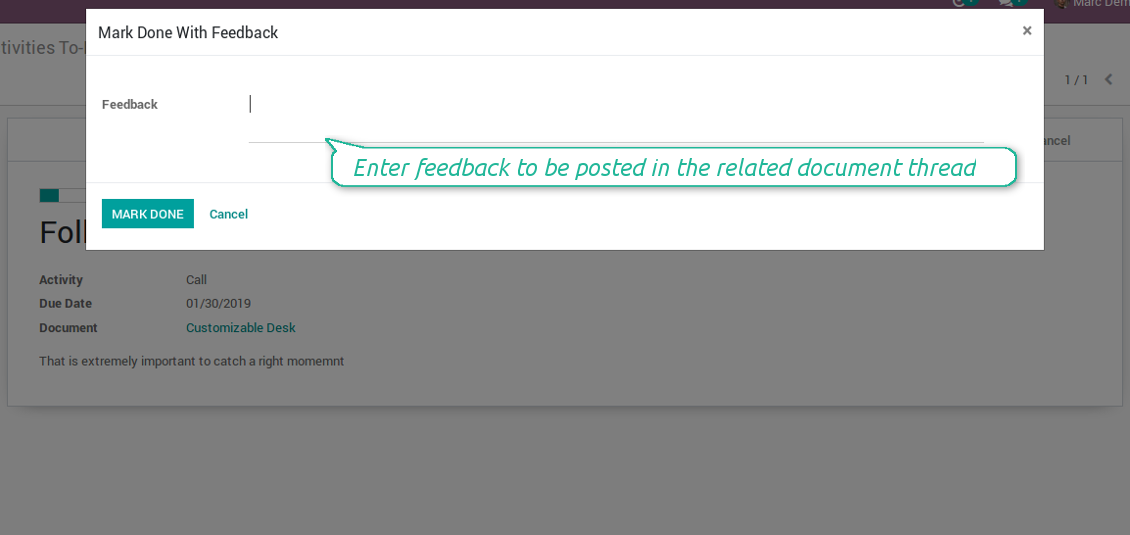 Marc Dem
Mark Done With Feedback ×
tivities To-
1 / 1
Feedback
ancel
Enter feedback to be posted in the related document thread
MARK DONE Cancel
Foll
Activity Call
Due Date 01/30/2019
Document Customizable Desk
That is extremely important to catch a right momemnt